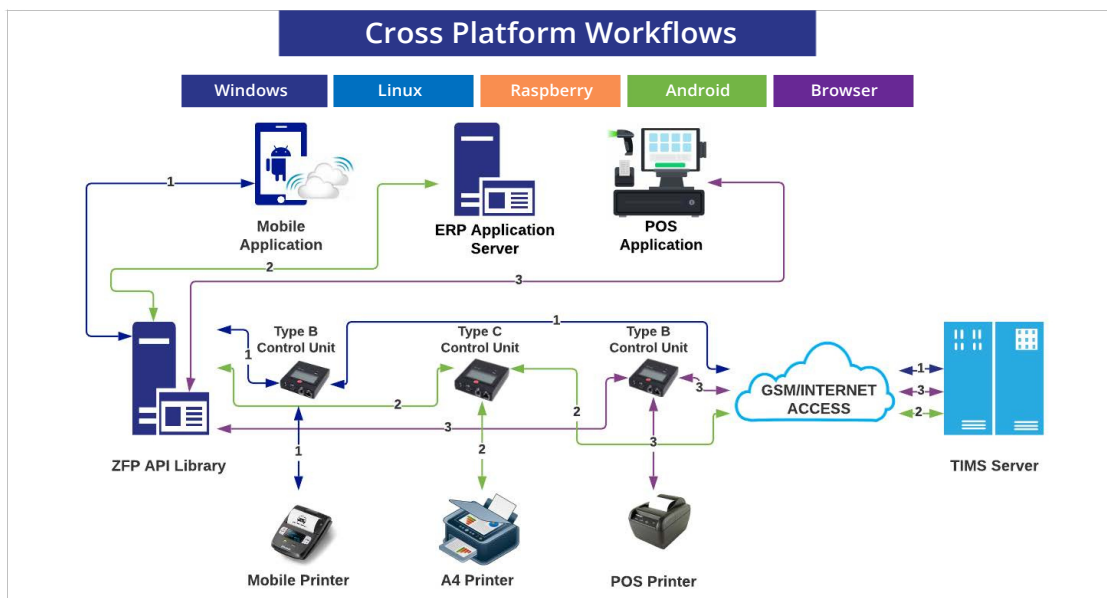 Cross Platform Workflows
Windows
Linux
Raspberry
Android
Browser
1
Mobile
Application
ERP Application
Server
POS
Application
2
3
Type B
Control Unit
Type C
Control Unit
Type B
Control Unit
1
1
2
3
2
3
GSM/INTERNET
ACCESS
1
3
2
1
2
3
ZFP API Library
TIMS Server
Mobile Printer
A4 Printer
POS Printer